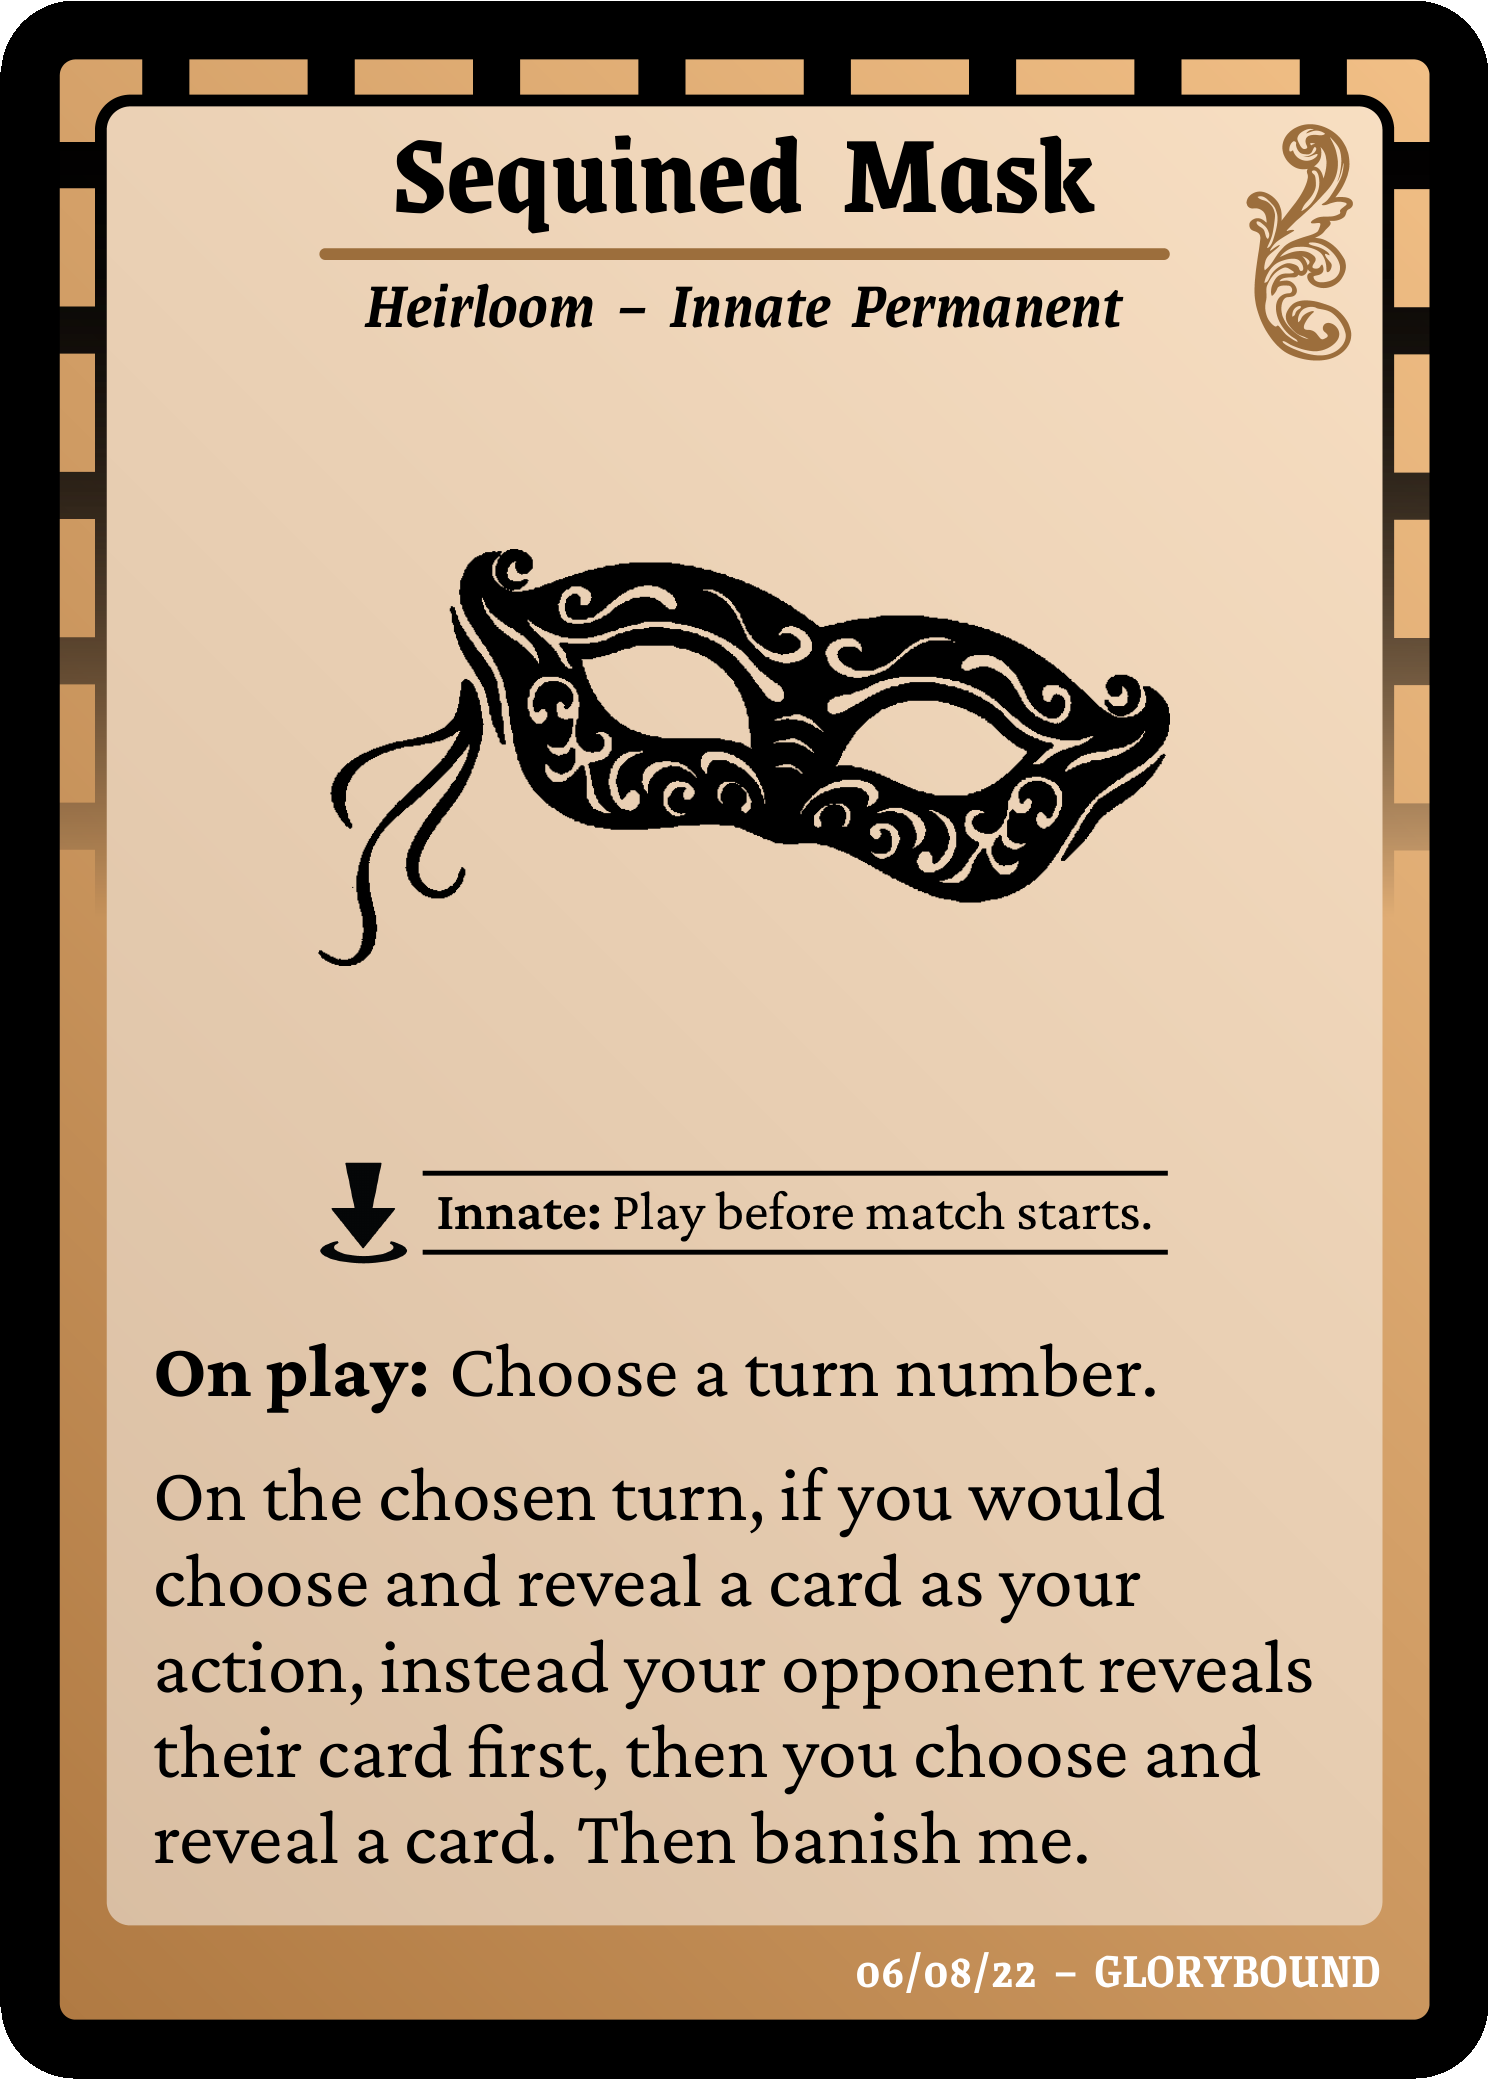 Sequined Mask
Heirloom – Innate Permanent
Innate: Play before match starts.
On play: Choose a turn number.
On the chosen turn, if you would
choose and reveal a card as your
action, instead your opponent reveals
their card first, then you choose and
reveal a card. Then banish me.
06/08/22 – GLORYBOUND